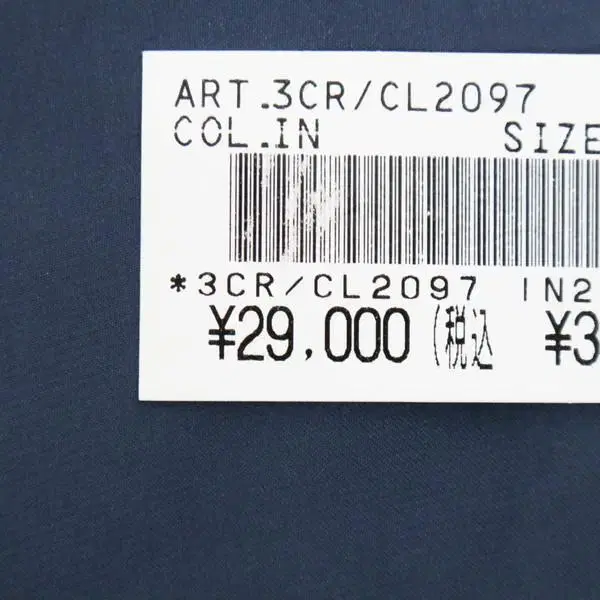 ART.3CR/CL2097
COL.IN SIZE
*3CR/CL2097 IN2
¥29,000 (税込 ¥3